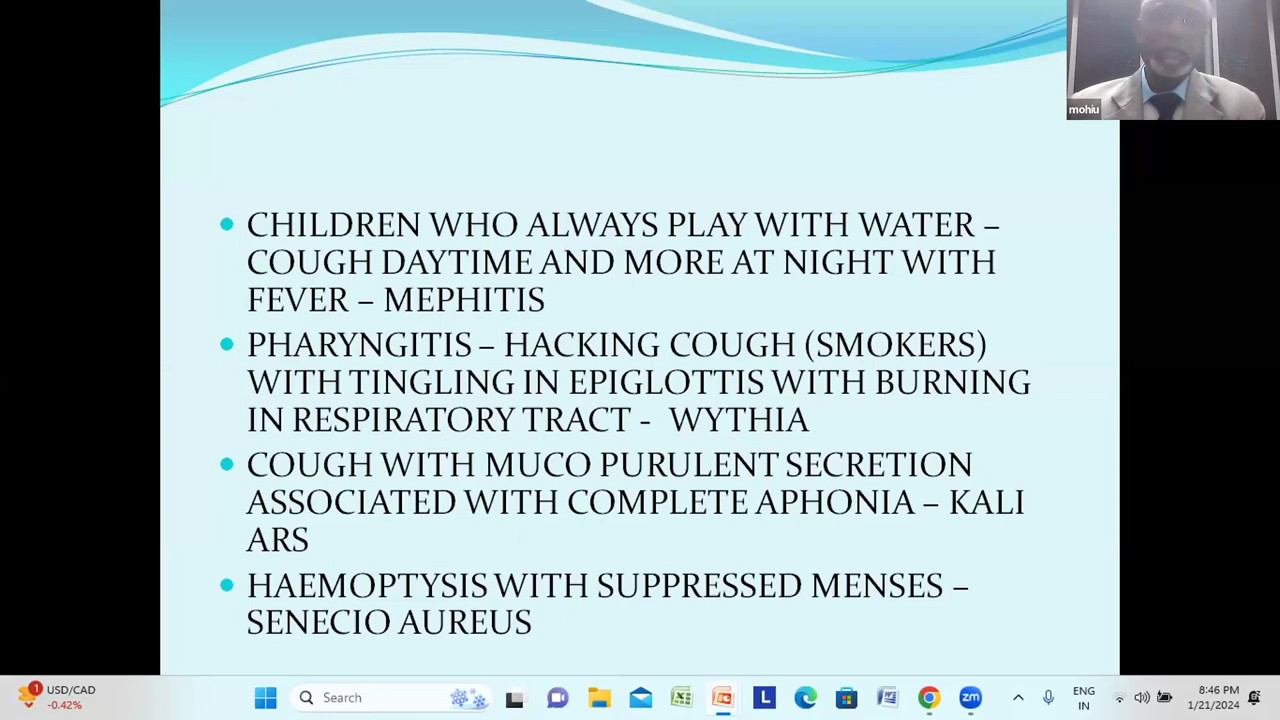 mohiu
CHILDREN WHO ALWAYS PLAY WITH WATER –
COUGH DAYTIME AND MORE AT NIGHT WITH
FEVER – MEPHITIS
PHARYNGITIS – HACKING COUGH (SMOKERS)
WITH TINGLING IN EPIGLOTTIS WITH BURNING
IN RESPIRATORY TRACT - WYTHIA
COUGH WITH MUCO PURULENT SECRETION
ASSOCIATED WITH COMPLETE APHONIA – KALI
ARS
HAEMOPTYSIS WITH SUPPRESSED MENSES –
SENECIO AUREUS
1
USD/CAD
-0.42%
Search
L
zm
ENG
IN
8:46 PM
1/21/2024